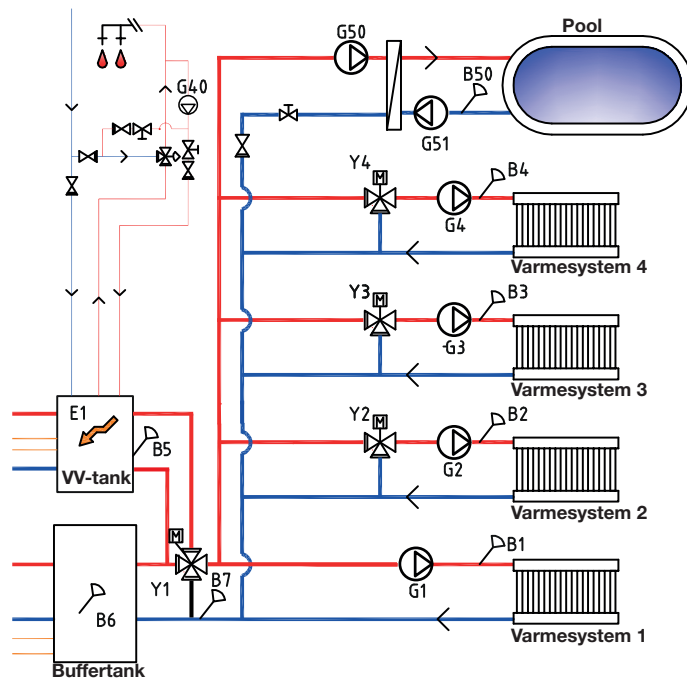 Pool
G50
G40
B50
G51
Y4
B4
G4
Varmesystem 4
Y3
B3
G3
Varmesystem 3
E1
Y2
B2
B5
G2
VV-tank
Varmesystem 2
M
M
M
M
B1
Y1
B7
G1
B6
Varmesystem 1
Buffertank